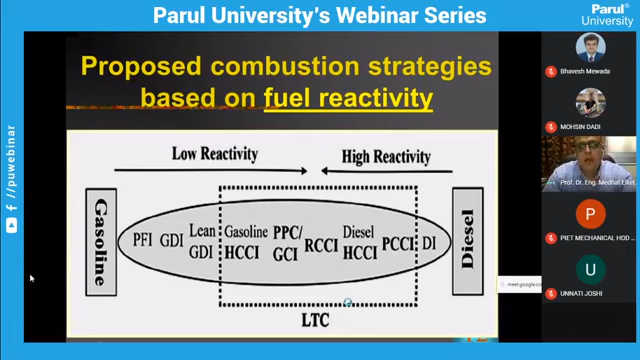 Parul University's Webinar Series
Parul®
University
/puwebinar
Proposed combustion strategies
based on fuel reactivity
Low Reactivity
High Reactivity
Gasoline
PFI
GDI
Lean
GDI
Gasoline
HCCI
PPC/
GCI
RCCI
Diesel
HCCI
PCCI
DI
Diesel
LTC
12
Bhavesh Mewada
MOHSIN DADI
Prof. Dr. Eng. Medhat Elkel
P
PIET MECHANICAL HOD
U
UNNATI JOSHI
meet.google.com